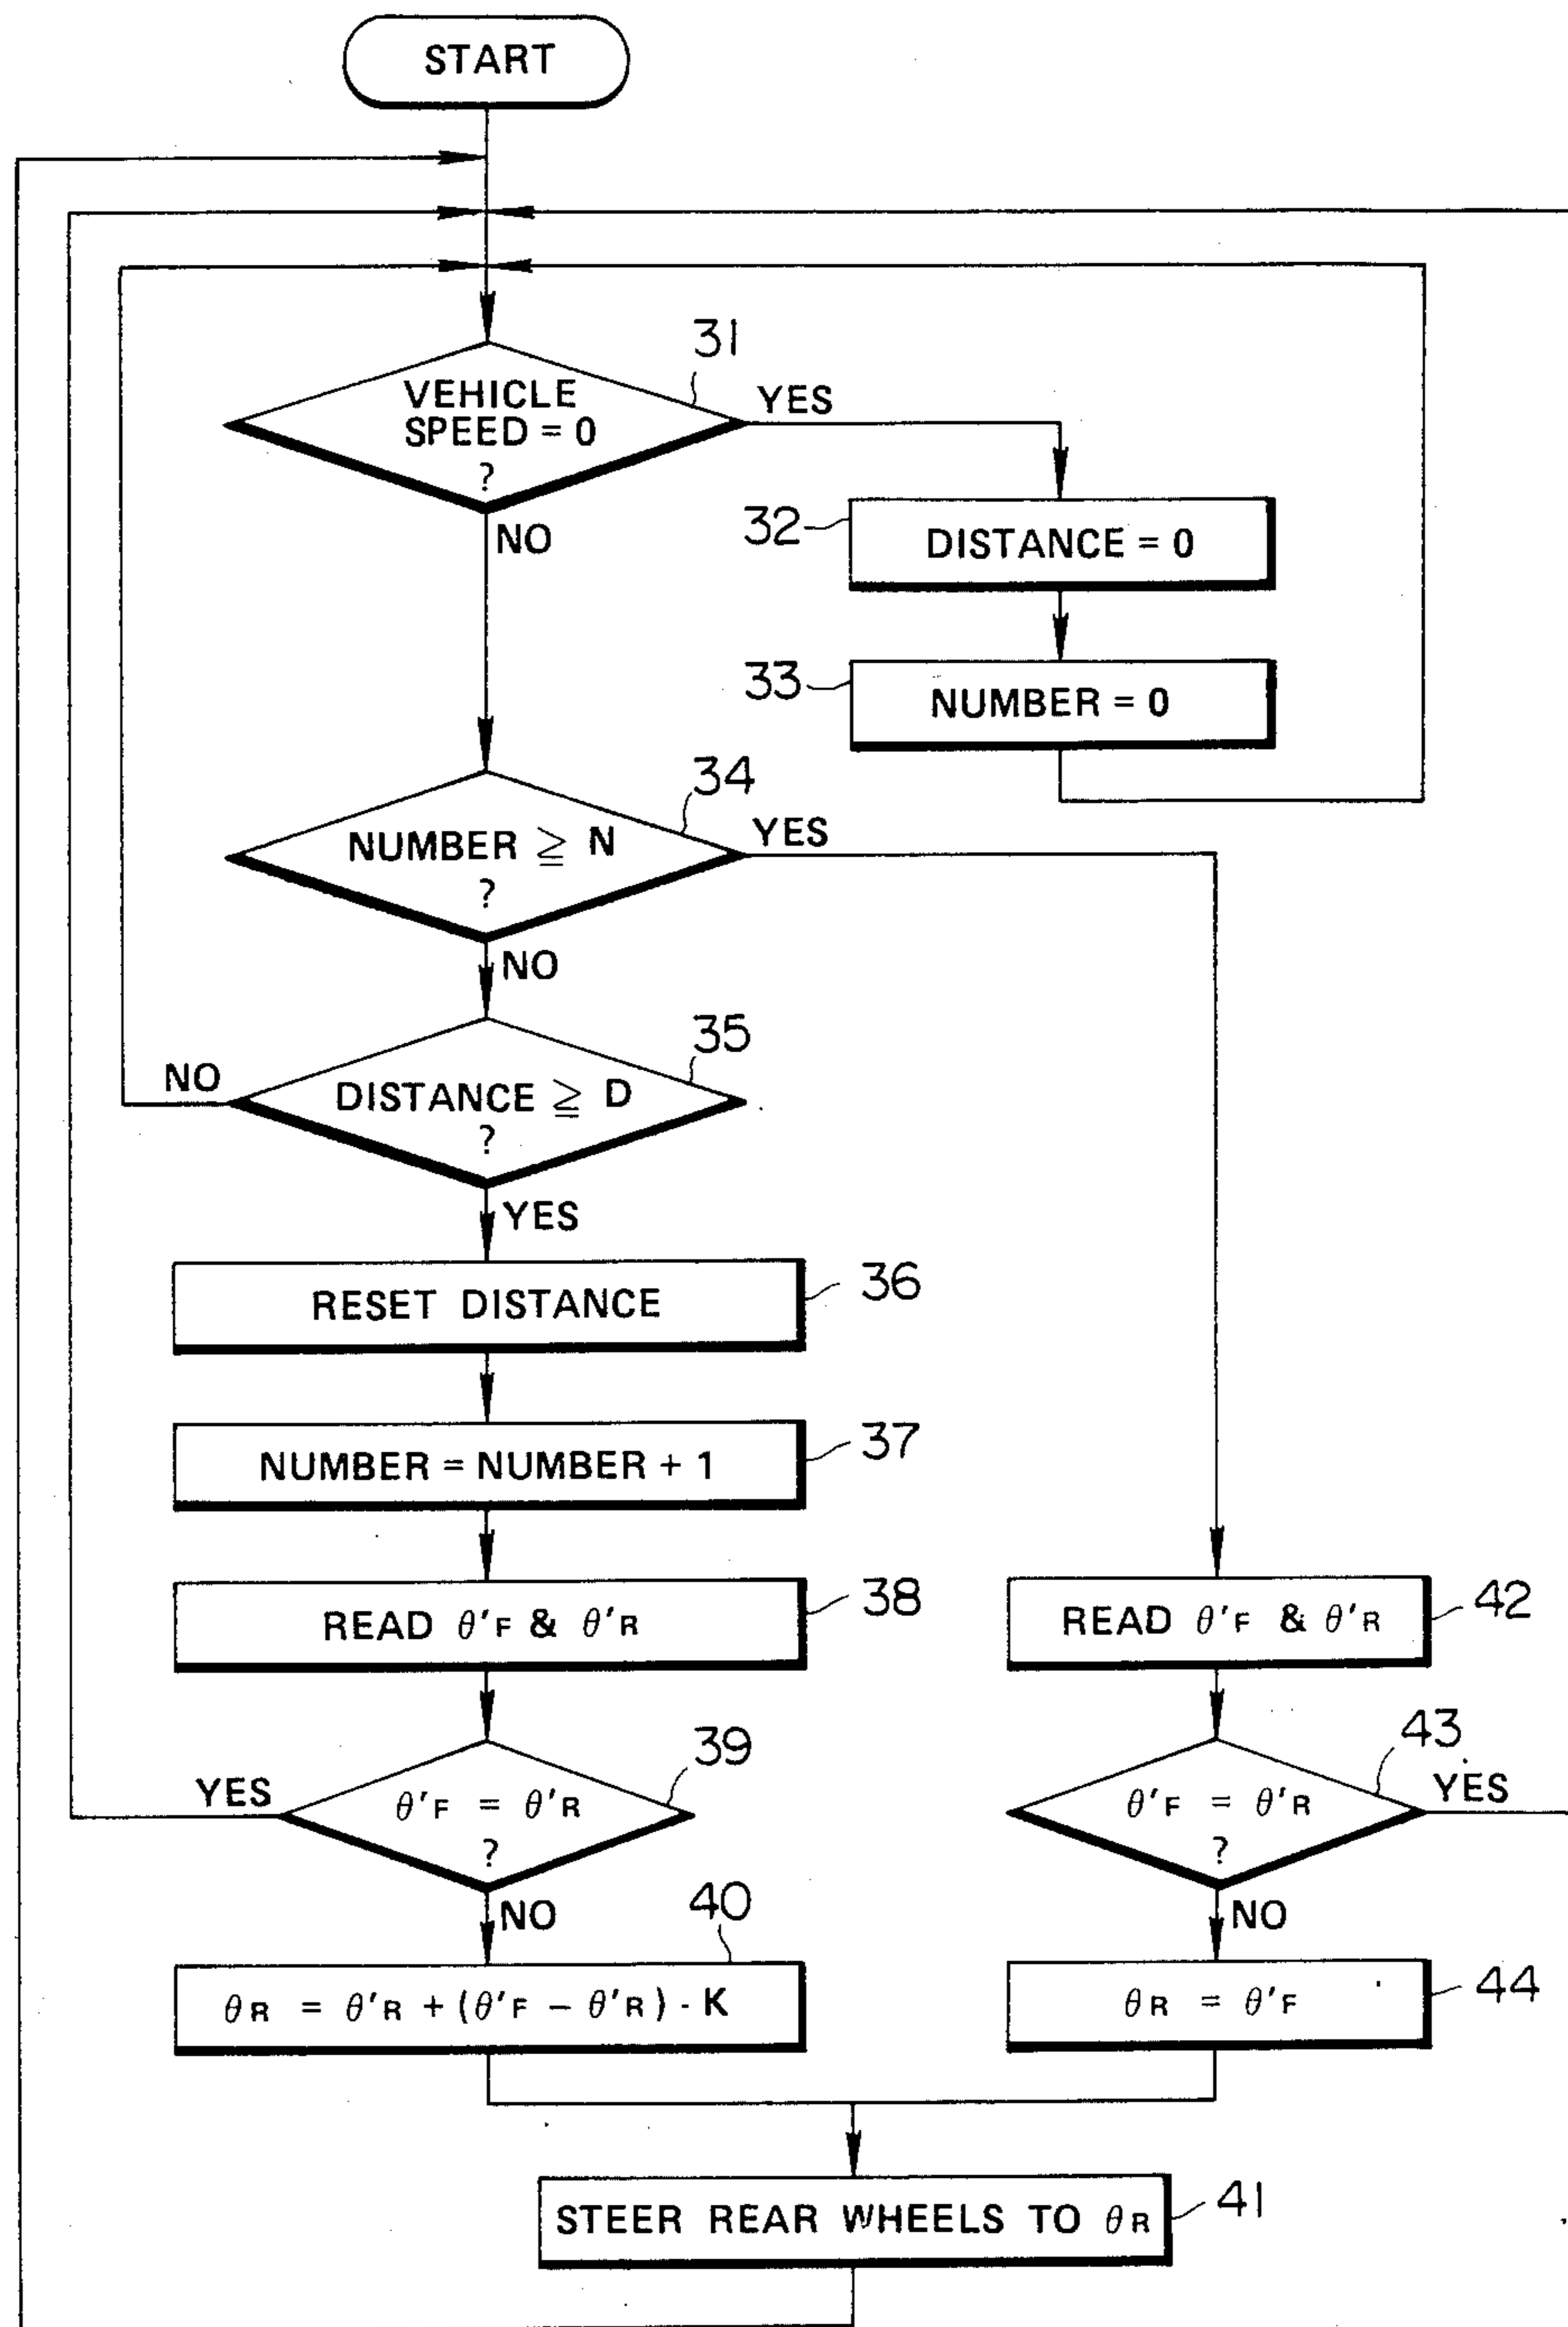 START
31
VEHICLE
SPEED = 0
?
YES
NO
32
DISTANCE = 0
33
NUMBER = 0
34
NUMBER ≧ N
?
YES
NO
35
DISTANCE ≧ D
?
NO
YES
RESET DISTANCE
36
NUMBER = NUMBER + 1
37
READ θ'F & θ'R
38
READ θ'F & θ'R
42
39
θ'F = θ'R
?
YES
NO
43
θ'F = θ'R
?
YES
NO
40
θR = θ'R + (θ'F − θ'R) · K
θR = θ'F
44
STEER REAR WHEELS TO θR
41